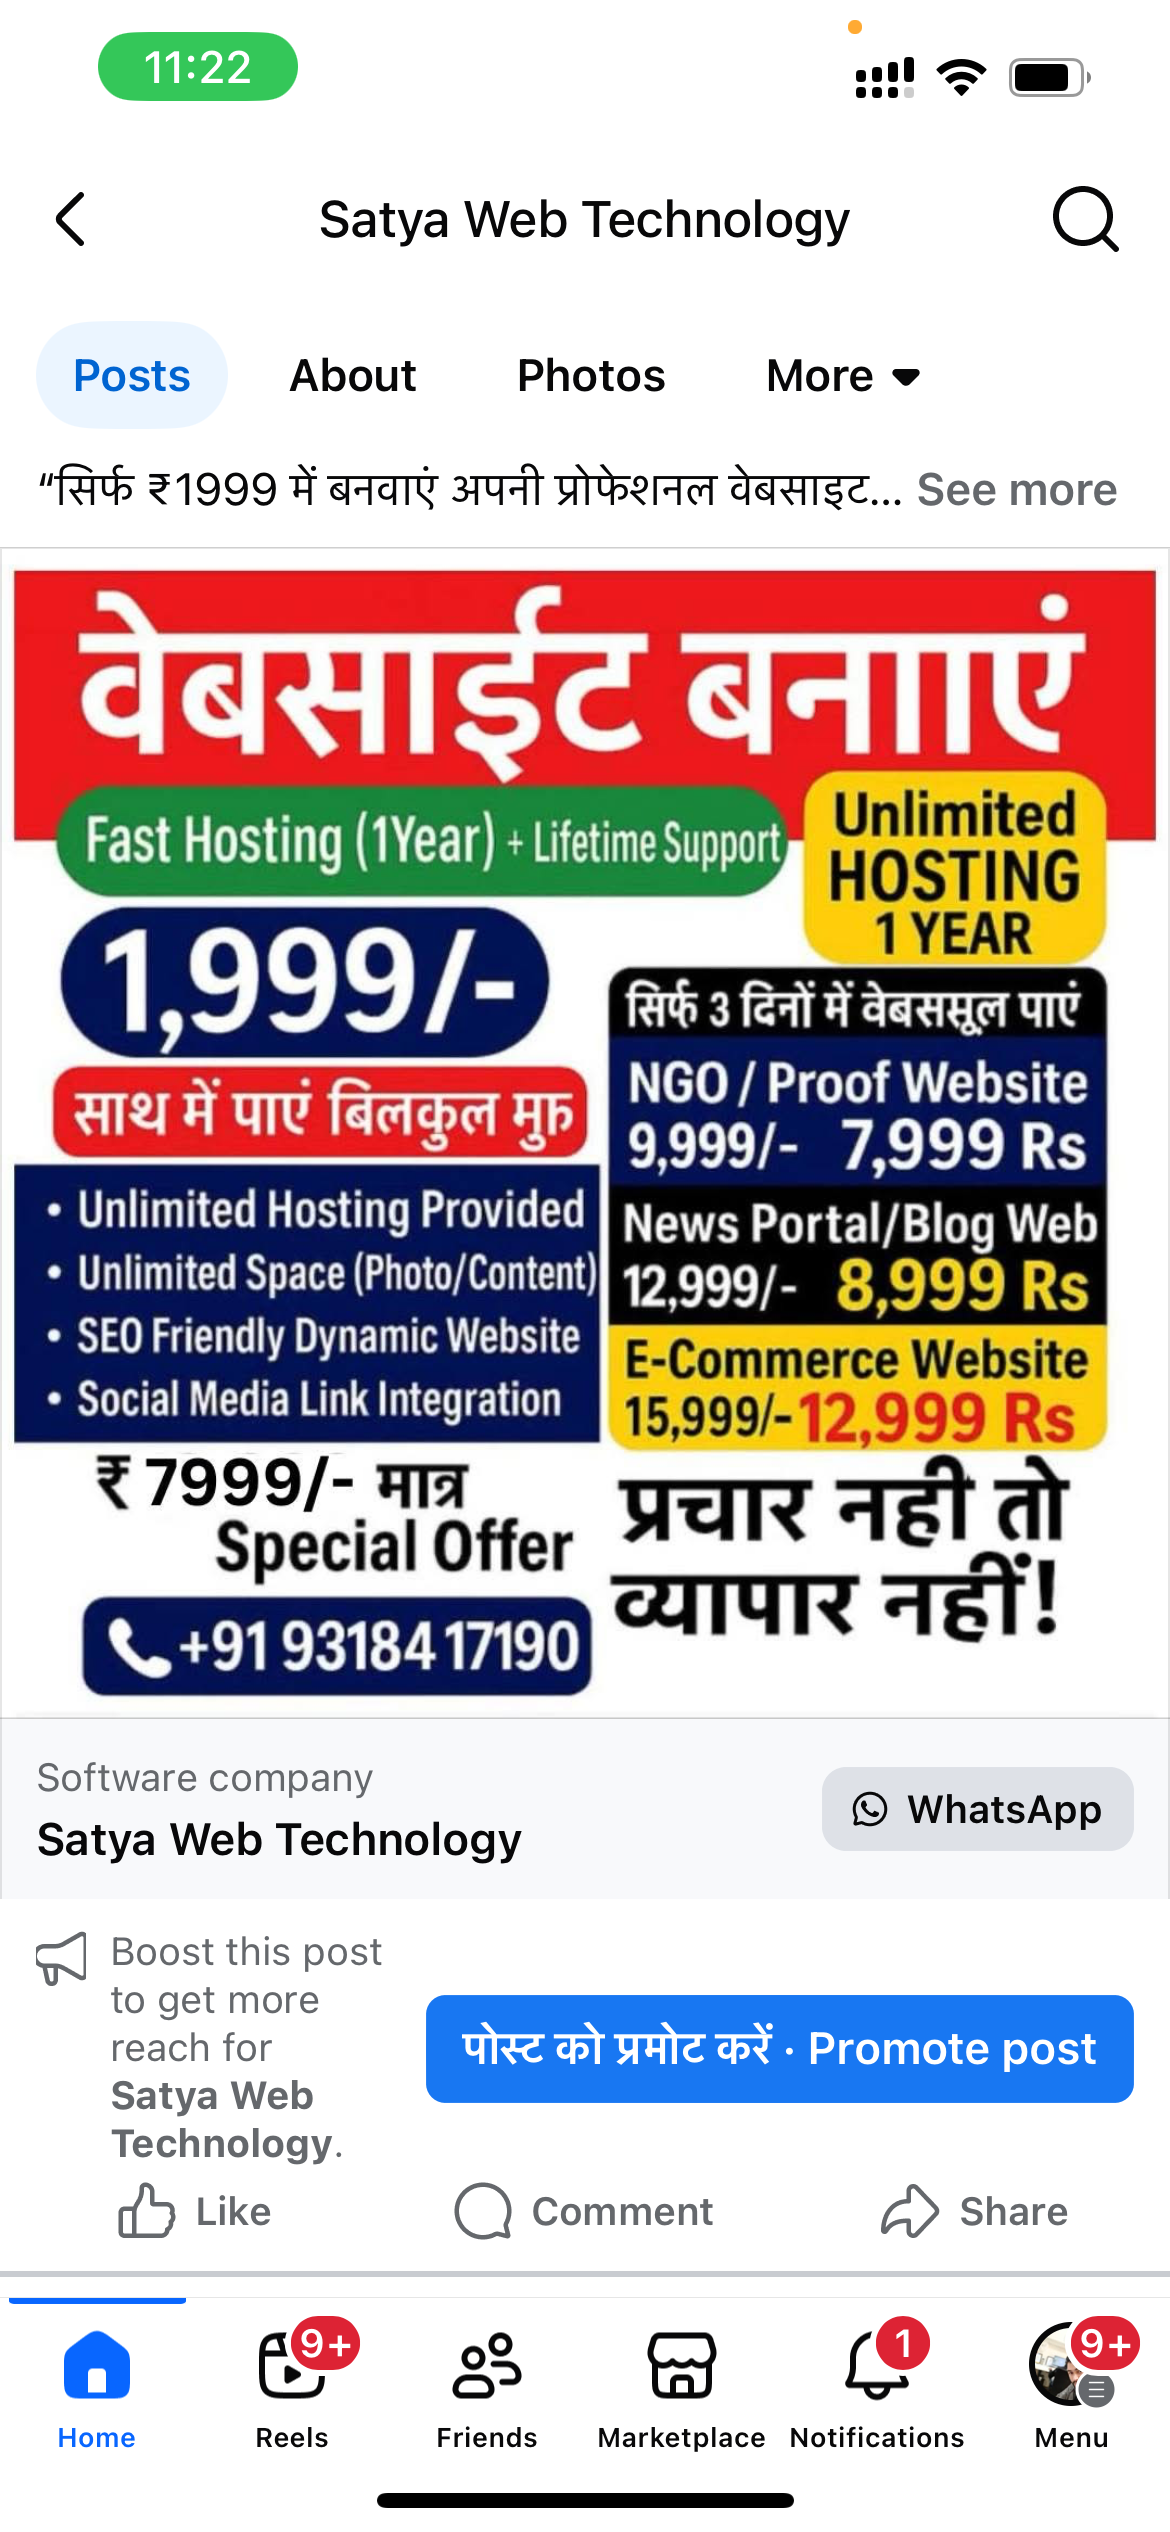 11:22
Satya Web Technology
Posts
About
Photos
More
“सिर्फ ₹1999 में बनवाएं अपनी प्रोफेशनल वेबसाइट... See more
वेबसाईट बनााएं
Fast Hosting (1Year) + Lifetime Support
Unlimited
HOSTING
1 YEAR
1,999/-
साथ में पाएं बिलकुल मुफ़
• Unlimited Hosting Provided
• Unlimited Space (Photo/Content)
• SEO Friendly Dynamic Website
• Social Media Link Integration
सिर्फ 3 दिनों में पाएं
NGO / Proof Website
9,999/- 7,999 Rs
News Portal/Blog Web
12,999/- 8,999 Rs
E-Commerce Website
15,999/- 12,999 Rs
₹ 7999/- मात्र
Special Offer
+91 93184 17190
प्रचार नही तो
व्यापार नहीं!
Software company
Satya Web Technology
WhatsApp
Boost this post
to get more
reach for
Satya Web
Technology.
पोस्ट को प्रमोट करें · Promote post
Like
Comment
Share
9+
1
9+
Home
Reels
Friends
Marketplace
Notifications
Menu